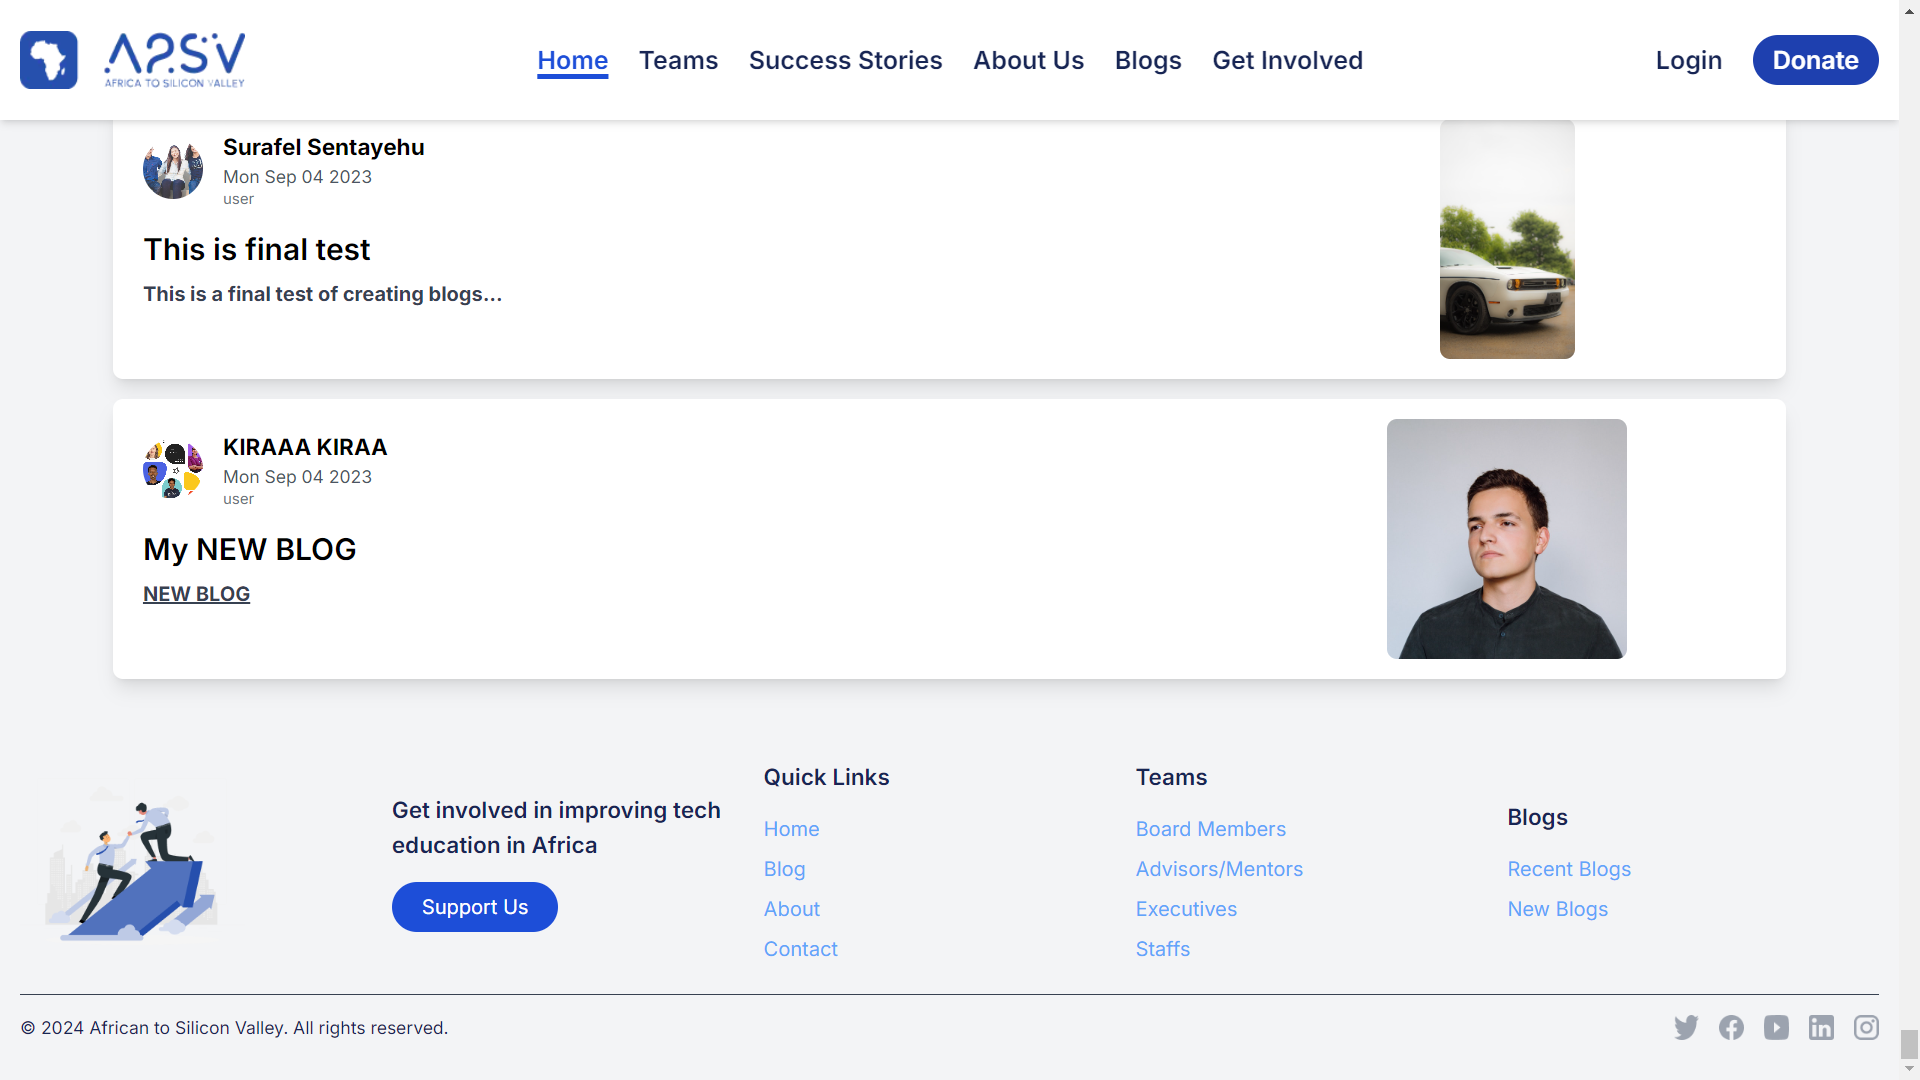 A2SV
AFRICA TO SILICON VALLEY
Home
Teams
Success Stories
About Us
Blogs
Get Involved
Login
Donate
Surafel Sentayehu
Mon Sep 04 2023
user
This is final test
This is a final test of creating blogs...
KIRAAA KIRAA
Mon Sep 04 2023
user
My NEW BLOG
NEW BLOG
Get involved in improving tech
education in Africa
Support Us
Quick Links
Home
Blog
About
Contact
Teams
Board Members
Advisors/Mentors
Executives
Staffs
Blogs
Recent Blogs
New Blogs
© 2024 African to Silicon Valley. All rights reserved.